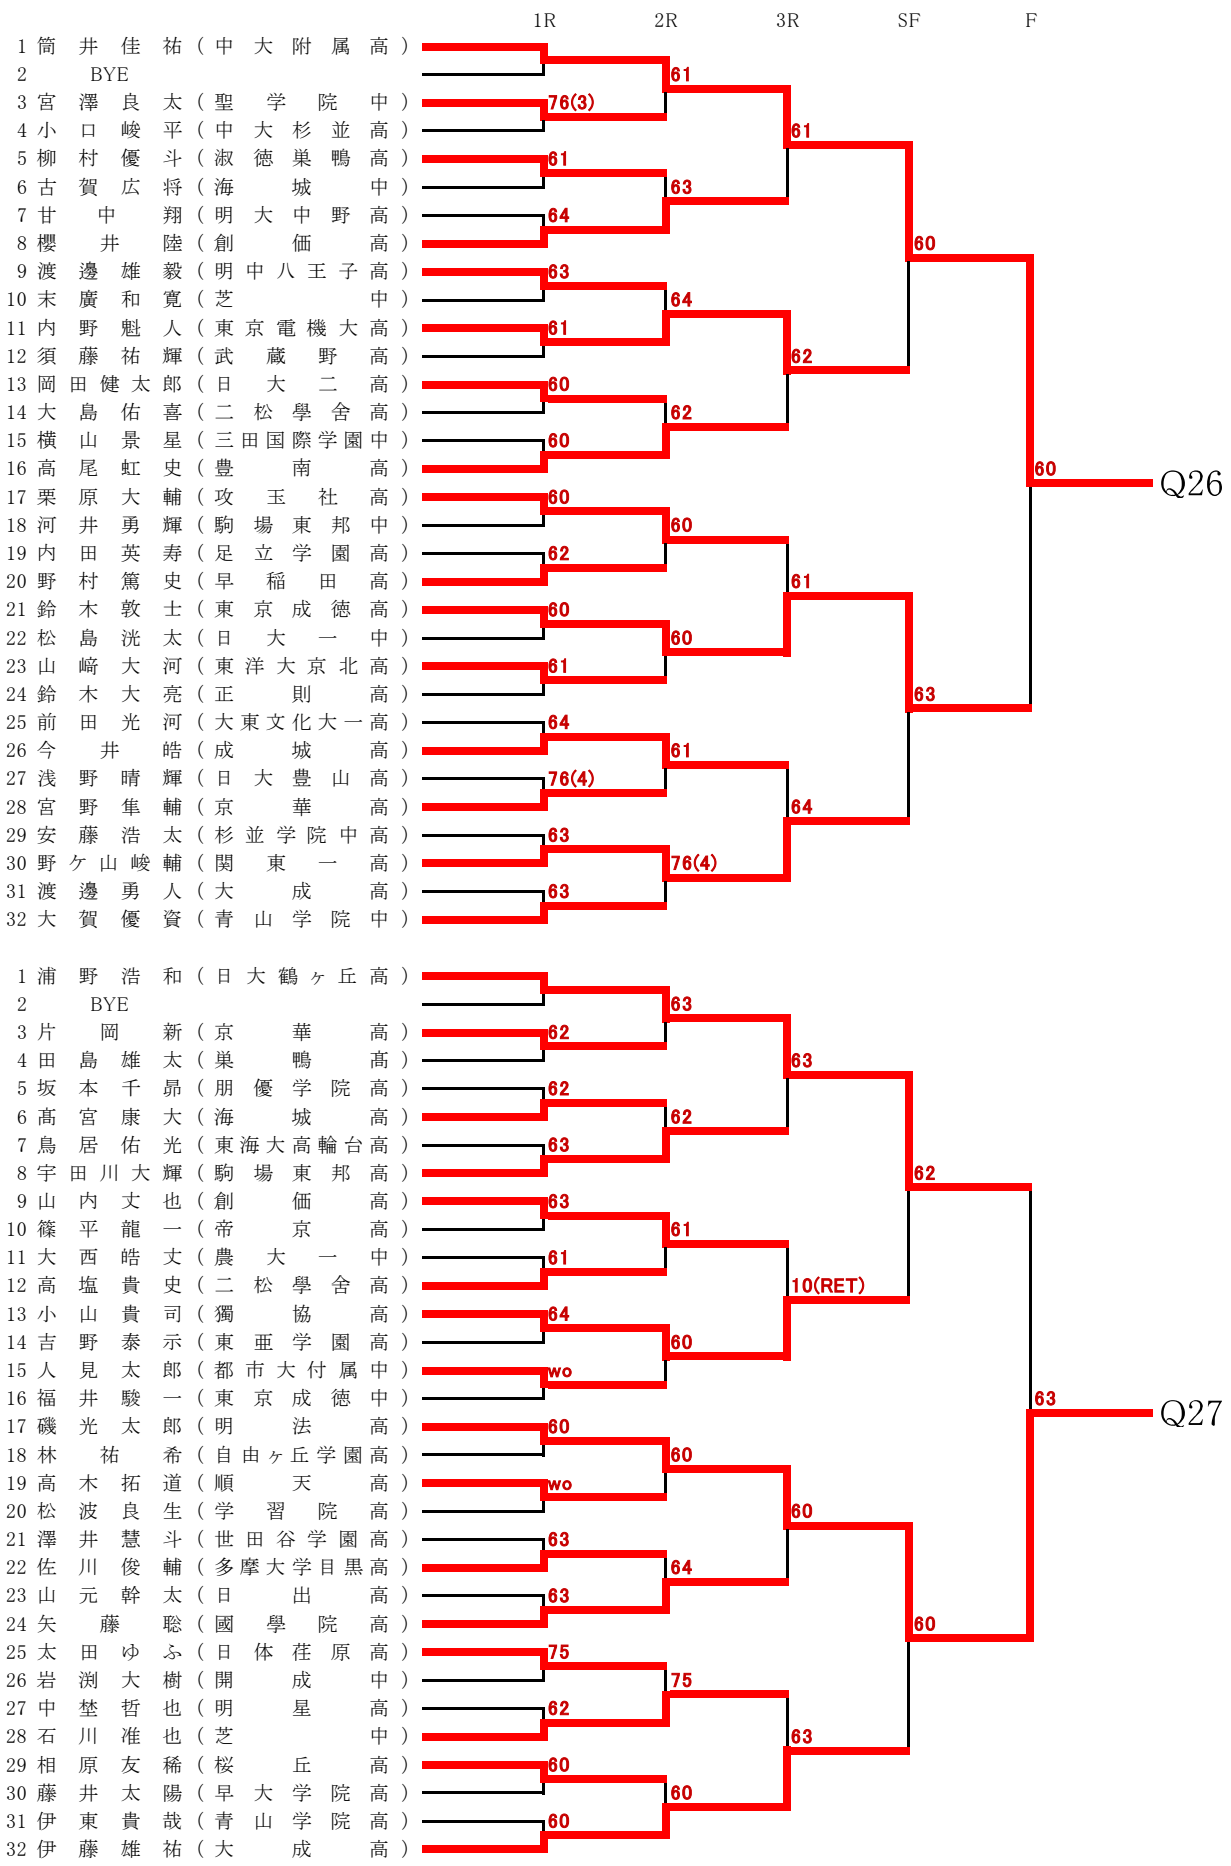 1R 2R 3R SF F
1 筒井佳祐 (中大附属高)
2 BYE
61
3 宮澤良太 (聖学院中) 76(3)
4 小口峻平 (中大杉並高)
61
5 柳村優斗 (淑徳巣鴨高) 61
6 古賀広将 (海城中)
63
7 甘中翔 (明大中野高) 64
8 櫻井陸 (創価高)
60
9 渡邊雄毅 (明中八王子高) 63
10 末廣和寛 (芝中)
64
11 内野魁人 (東京電機大高) 61
12 須藤祐輝 (武蔵野高)
62
13 岡田健太郎 (日大二高) 60
14 大島佑喜 (二松學舎高)
62
15 横山景星 (三田国際学園中) 60
16 高尾虹史 (豊南高)
60 Q26
17 栗原大輔 (攻玉社高) 60
18 河井勇輝 (駒場東邦中)
60
19 内田英寿 (足立学園高) 62
20 野村篤史 (早稲田高)
61
21 鈴木敦士 (東京成徳高) 60
22 松島洸太 (日大一中)
60
23 山﨑大河 (東洋大京北高) 61
24 鈴木大亮 (正則高)
63
25 前田光河 (大東文化大一高) 64
26 今井皓 (成城高)
61
27 浅野晴輝 (日大豊山高) 76(4)
28 宮野隼輔 (京華高)
64
29 安藤浩太 (杉並学院中高) 63
30 野ケ山峻輔 (関東一高)
76(4)
31 渡邊勇人 (大成高) 63
32 大賀優資 (青山学院中)
1 浦野浩和 (日大鶴ヶ丘高)
2 BYE
63
3 片岡新 (京華高) 62
4 田島雄太 (巣鴨髙)
63
5 坂本千昴 (朋優学院高) 62
6 髙宮康大 (海城高)
62
7 鳥居佑光 (東海大高輪台高) 63
8 宇田川大輝 (駒場東邦高)
62
9 山内丈也 (創価高) 63
10 篠平龍一 (帝京高)
61
11 大西皓丈 (農大一中) 61
12 高塩貴史 (二松學舍高)
10(RET)
13 小山貴司 (獨協高) 64
14 吉野泰示 (東亜学園高)
60
15 人見太郎 (都市大付属中) wo
16 福井駿一 (東京成徳中)
63 Q27
17 磯光太郎 (明法高) 60
18 林祐希 (自由ヶ丘学園高)
60
19 高木拓道 (順天高) wo
20 松波良生 (学習院高)
60
21 澤井慧斗 (世田谷学園高) 63
22 佐川俊輔 (多摩大学目黒高)
64
23 山元幹太 (日出高) 63
24 矢藤聡 (國學院高)
60
25 太田ゆふ (日体荏原高) 75
26 岩渕大樹 (開成中)
75
27 中埜哲也 (明星高) 62
28 石川准也 (芝中)
63
29 相原友稀 (桜丘高) 60
30 藤井太陽 (早大学院高)
60
31 伊東貴哉 (青山学院高) 60
32 伊藤雄祐 (大成高)